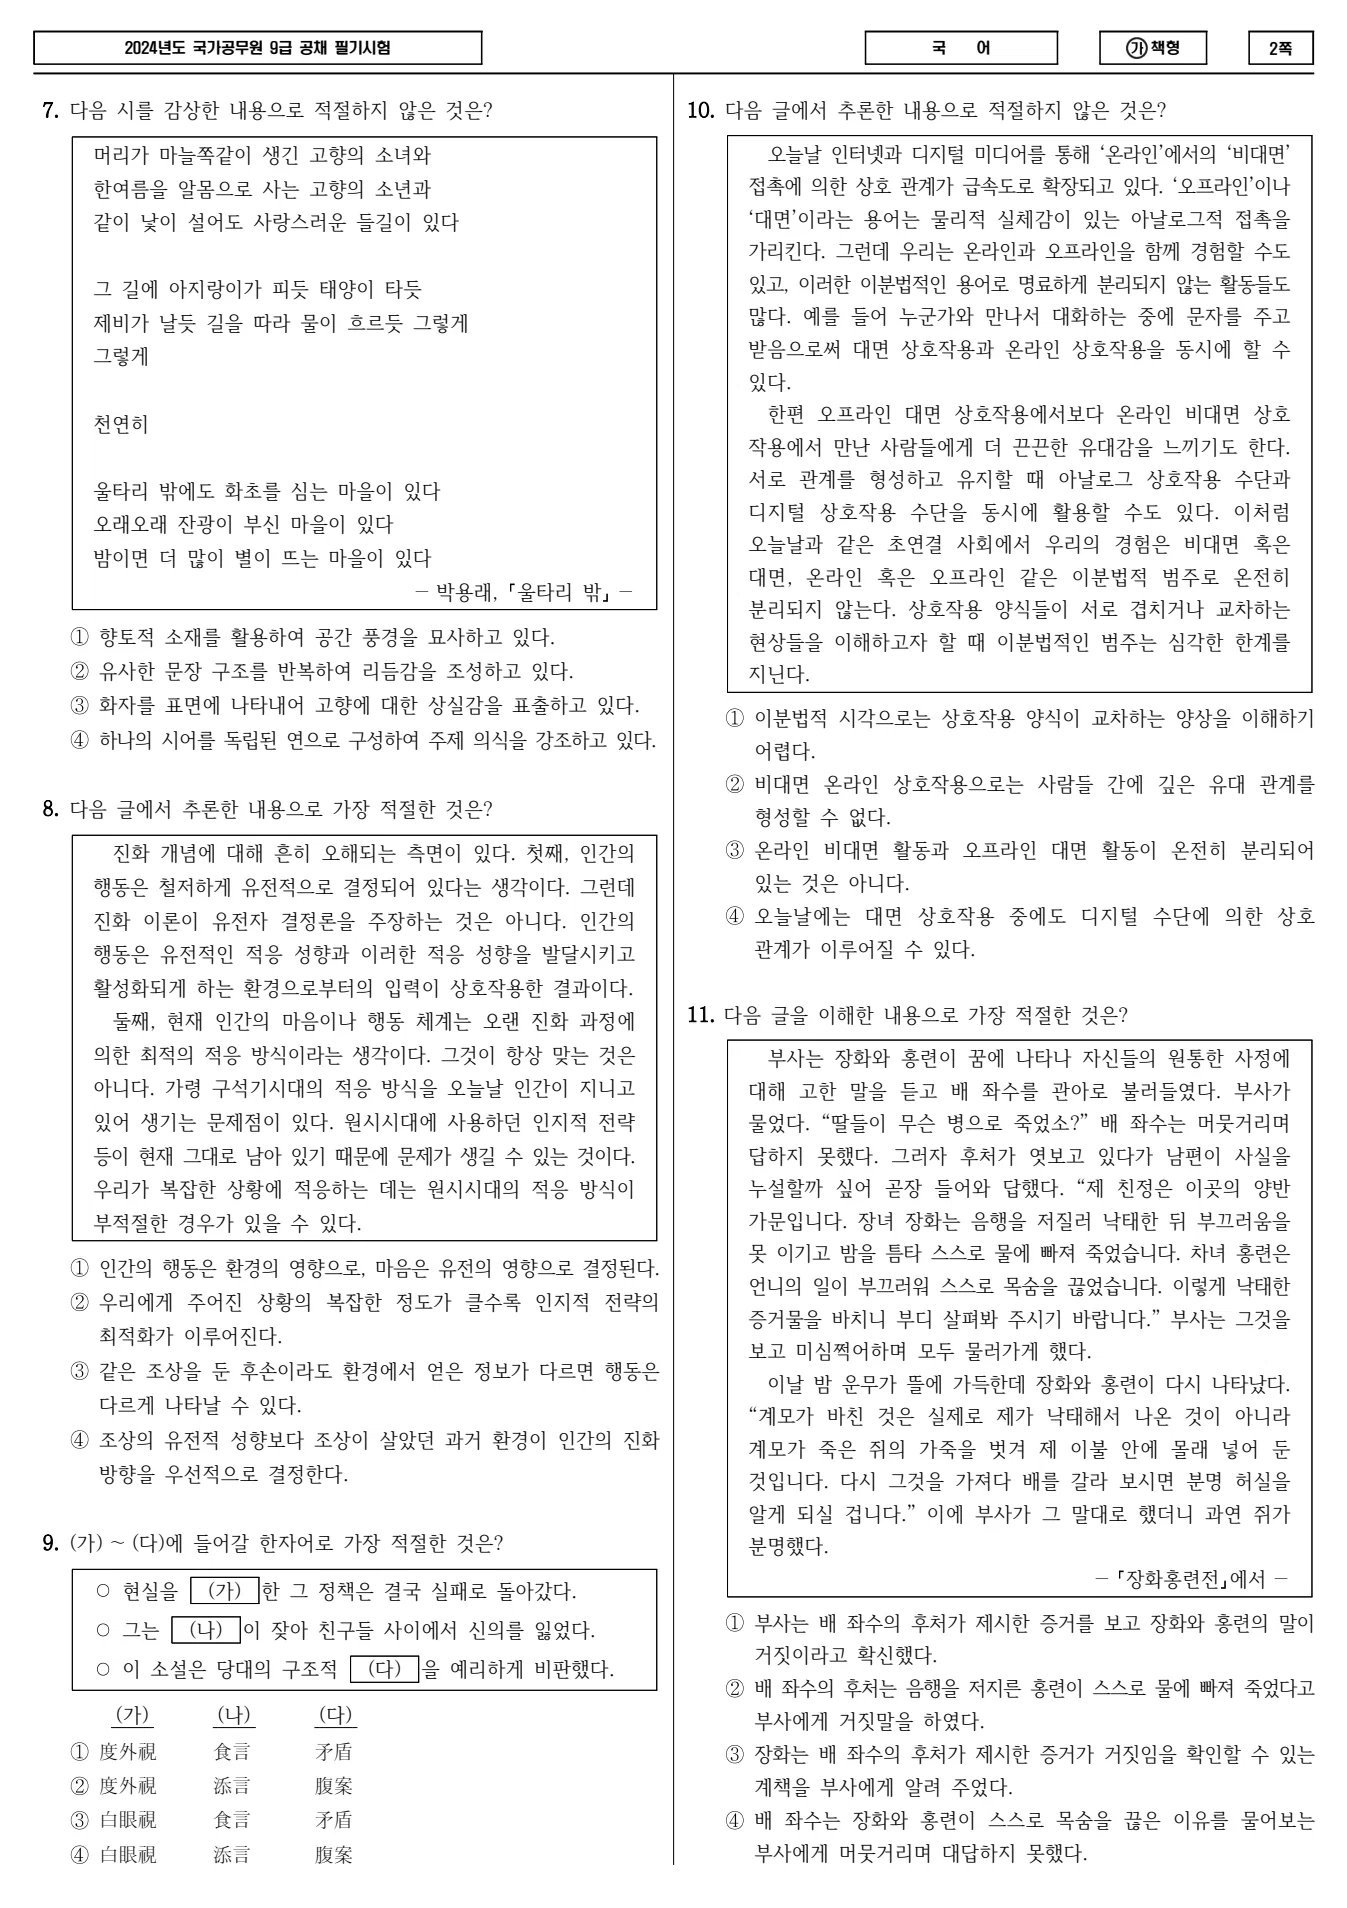 2024년도 국가공무원 9급 공채 필기시험
국 어
㉮ 책형
2쪽
7. 다음 시를 감상한 내용으로 적절하지 않은 것은?
머리가 마늘쪽같이 생긴 고향의 소녀와
한여름을 알몸으로 사는 고향의 소년과
같이 낯이 설어도 사랑스러운 들길이 있다
그 길에 아지랑이가 피듯 태양이 타듯
제비가 날듯 길을 따라 물이 흐르듯 그렇게
그렇게
천연히
울타리 밖에도 화초를 심는 마을이 있다
오래오래 잔광이 부신 마을이 있다
밤이면 더 많이 별이 뜨는 마을이 있다
– 박용래, 「울타리 밖」 –
① 향토적 소재를 활용하여 공간 풍경을 묘사하고 있다.
② 유사한 문장 구조를 반복하여 리듬감을 조성하고 있다.
③ 화자를 표면에 나타내어 고향에 대한 상실감을 표출하고 있다.
④ 하나의 시어를 독립된 연으로 구성하여 주제 의식을 강조하고 있다.
8. 다음 글에서 추론한 내용으로 가장 적절한 것은?
진화 개념에 대해 흔히 오해되는 측면이 있다. 첫째, 인간의
행동은 철저하게 유전적으로 결정되어 있다는 생각이다. 그런데
진화 이론이 유전자 결정론을 주장하는 것은 아니다. 인간의
행동은 유전적인 적응 성향과 이러한 적응 성향을 발달시키고
활성화되게 하는 환경으로부터의 입력이 상호작용한 결과이다.
둘째, 현재 인간의 마음이나 행동 체계는 오랜 진화 과정에
의한 최적의 적응 방식이라는 생각이다. 그것이 항상 맞는 것은
아니다. 가령 구석기시대의 적응 방식을 오늘날 인간이 지니고
있어 생기는 문제점이 있다. 원시시대에 사용하던 인지적 전략
등이 현재 그대로 남아 있기 때문에 문제가 생길 수 있는 것이다.
우리가 복잡한 상황에 적응하는 데는 원시시대의 적응 방식이
부적절한 경우가 있을 수 있다.
① 인간의 행동은 환경의 영향으로, 마음은 유전의 영향으로 결정된다.
② 우리에게 주어진 상황의 복잡한 정도가 클수록 인지적 전략의
최적화가 이루어진다.
③ 같은 조상을 둔 후손이라도 환경에서 얻은 정보가 다르면 행동은
다르게 나타날 수 있다.
④ 조상의 유전적 성향보다 조상이 살았던 과거 환경이 인간의 진화
방향을 우선적으로 결정한다.
9. (가) ~ (다)에 들어갈 한자어로 가장 적절한 것은?
○ 현실을 (가) 한 그 정책은 결국 실패로 돌아갔다.
○ 그는 (나) 이 잦아 친구들 사이에서 신의를 잃었다.
○ 이 소설은 당대의 구조적 (다) 을 예리하게 비판했다.
(가) (나) (다)
① 度外視 食言 矛盾
② 度外視 添言 腹案
③ 白眼視 食言 矛盾
④ 白眼視 添言 腹案
10. 다음 글에서 추론한 내용으로 적절하지 않은 것은?
오늘날 인터넷과 디지털 미디어를 통해 ‘온라인’에서의 ‘비대면’
접촉에 의한 상호 관계가 급속도로 확장되고 있다. ‘오프라인’이나
‘대면’이라는 용어는 물리적 실체감이 있는 아날로그적 접촉을
가리킨다. 그런데 우리는 온라인과 오프라인을 함께 경험할 수도
있고, 이러한 이분법적인 용어로 명료하게 분리되지 않는 활동들도
많다. 예를 들어 누군가와 만나서 대화하는 중에 문자를 주고
받음으로써 대면 상호작용과 온라인 상호작용을 동시에 할 수
있다.
한편 오프라인 대면 상호작용에서보다 온라인 비대면 상호
작용에서 만난 사람들에게 더 끈끈한 유대감을 느끼기도 한다.
서로 관계를 형성하고 유지할 때 아날로그 상호작용 수단과
디지털 상호작용 수단을 동시에 활용할 수도 있다. 이처럼
오늘날과 같은 초연결 사회에서 우리의 경험은 비대면 혹은
대면, 온라인 혹은 오프라인 같은 이분법적 범주로 온전히
분리되지 않는다. 상호작용 양식들이 서로 겹치거나 교차하는
현상들을 이해하고자 할 때 이분법적인 범주는 심각한 한계를
지닌다.
① 이분법적 시각으로는 상호작용 양식이 교차하는 양상을 이해하기
어렵다.
② 비대면 온라인 상호작용으로는 사람들 간에 깊은 유대 관계를
형성할 수 없다.
③ 온라인 비대면 활동과 오프라인 대면 활동이 온전히 분리되어
있는 것은 아니다.
④ 오늘날에는 대면 상호작용 중에도 디지털 수단에 의한 상호
관계가 이루어질 수 있다.
11. 다음 글을 이해한 내용으로 가장 적절한 것은?
부사는 장화와 홍련이 꿈에 나타나 자신들의 원통한 사정에
대해 고한 말을 듣고 배 좌수를 관아로 불러들였다. 부사가
물었다. “딸들이 무슨 병으로 죽었소?” 배 좌수는 머뭇거리며
답하지 못했다. 그러자 후처가 엿보고 있다가 남편이 사실을
누설할까 싶어 곧장 들어와 답했다. “제 친정은 이곳의 양반
가문입니다. 장녀 장화는 음행을 저질러 낙태한 뒤 부끄러움을
못 이기고 밤을 틈타 스스로 물에 빠져 죽었습니다. 차녀 홍련은
언니의 일이 부끄러워 스스로 목숨을 끊었습니다. 이렇게 낙태한
증거물을 바치니 부디 살펴봐 주시기 바랍니다.” 부사는 그것을
보고 미심쩍어하며 모두 물러가게 했다.
이날 밤 운무가 뜰에 가득한데 장화와 홍련이 다시 나타났다.
“계모가 바친 것은 실제로 제가 낙태해서 나온 것이 아니라
계모가 죽은 쥐의 가죽을 벗겨 제 이불 안에 몰래 넣어 둔
것입니다. 다시 그것을 가져다 배를 갈라 보시면 분명 허실을
알게 되실 겁니다.” 이에 부사가 그 말대로 했더니 과연 쥐가
분명했다.
– 「장화홍련전」에서 –
① 부사는 배 좌수의 후처가 제시한 증거를 보고 장화와 홍련의 말이
거짓이라고 확신했다.
② 배 좌수의 후처는 음행을 저지른 홍련이 스스로 물에 빠져 죽었다고
부사에게 거짓말을 하였다.
③ 장화는 배 좌수의 후처가 제시한 증거가 거짓임을 확인할 수 있는
계책을 부사에게 알려 주었다.
④ 배 좌수는 장화와 홍련이 스스로 목숨을 끊은 이유를 물어보는
부사에게 머뭇거리며 대답하지 못했다.